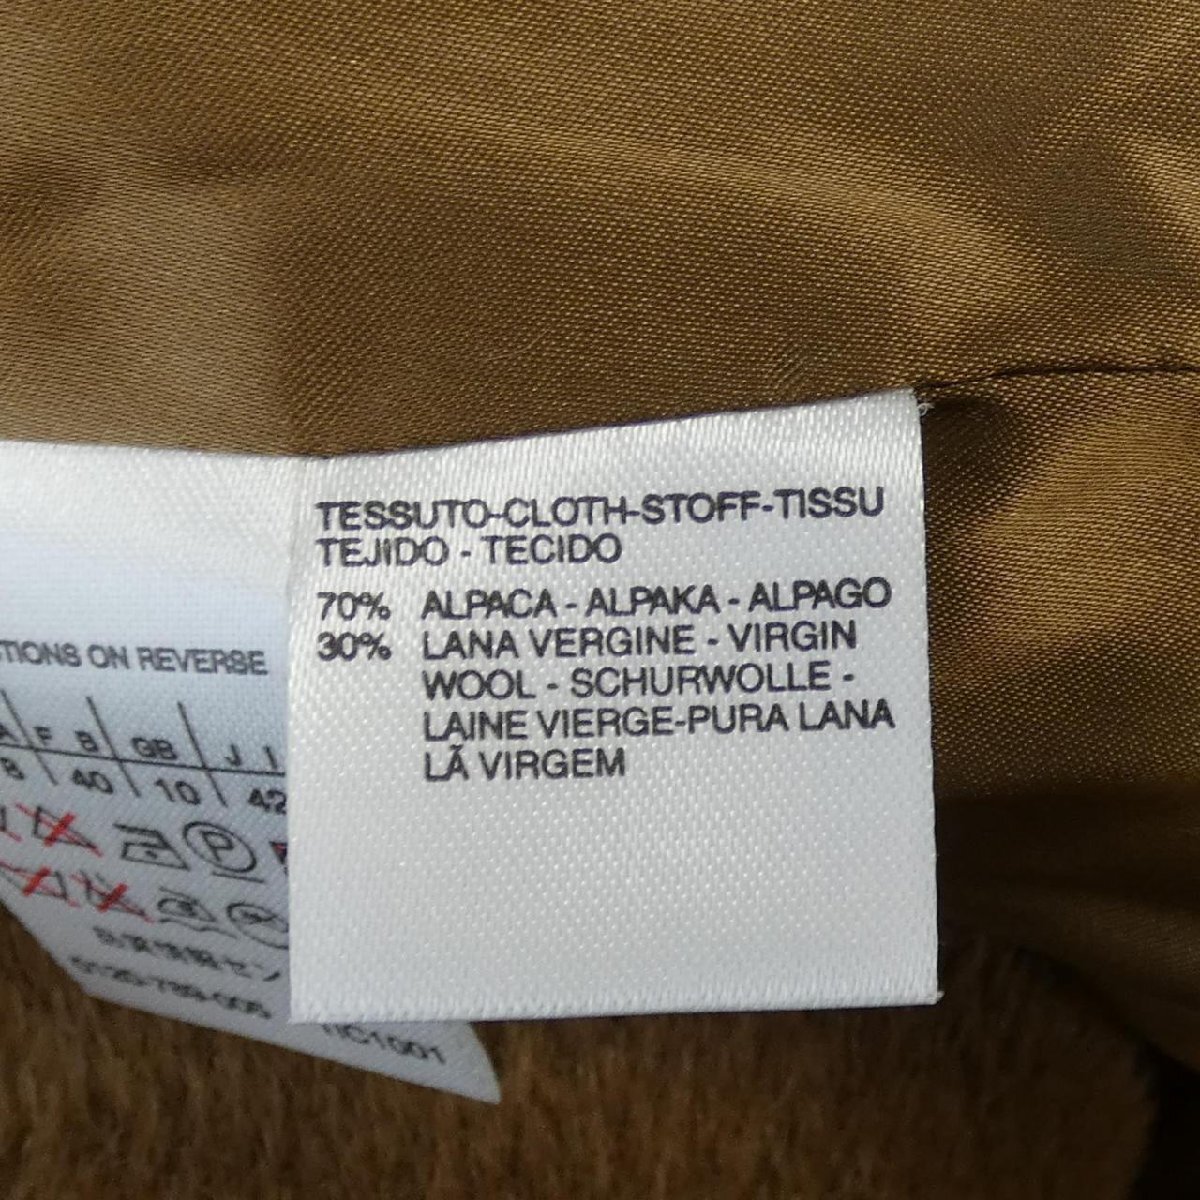 TESSUTO-CLOTH-STOFF-TISSU
TEJIDO - TECIDO
70% ALPACA - ALPAKA - ALPAGO
30% LANA VERGINE - VIRGIN
WOOL - SCHURWOLLE -
LAINE VIERGE-PURA LANA
LÃ VIRGEM
ON REVERSE
F B GB J I
8 40 10 42
P